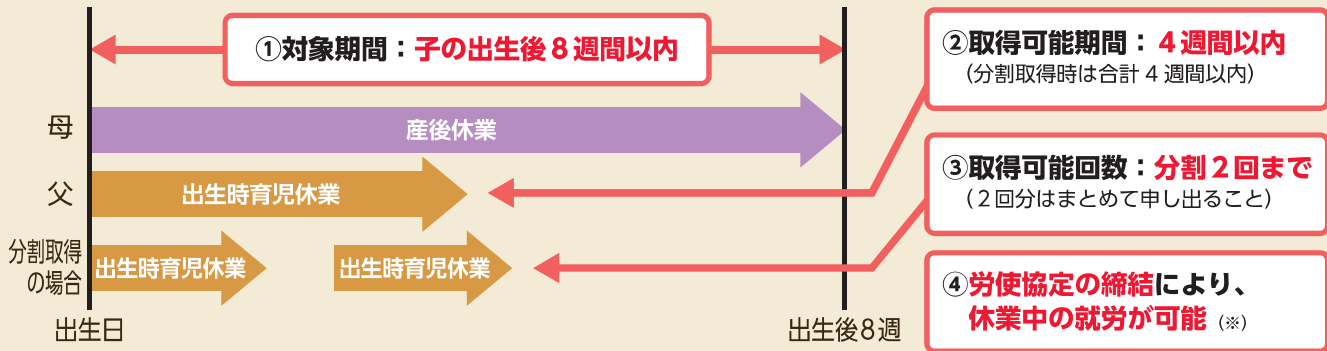 ①対象期間：子の出生後８週間以内
②取得可能期間：４週間以内
（分割取得時は合計４週間以内）
母
産後休業
③取得可能回数：分割２回まで
（２回分はまとめて申し出ること）
父
出生時育児休業
分割取得
の場合
出生時育児休業
出生時育児休業
④労使協定の締結により、
休業中の就労が可能（※）
出生日
出生後8週